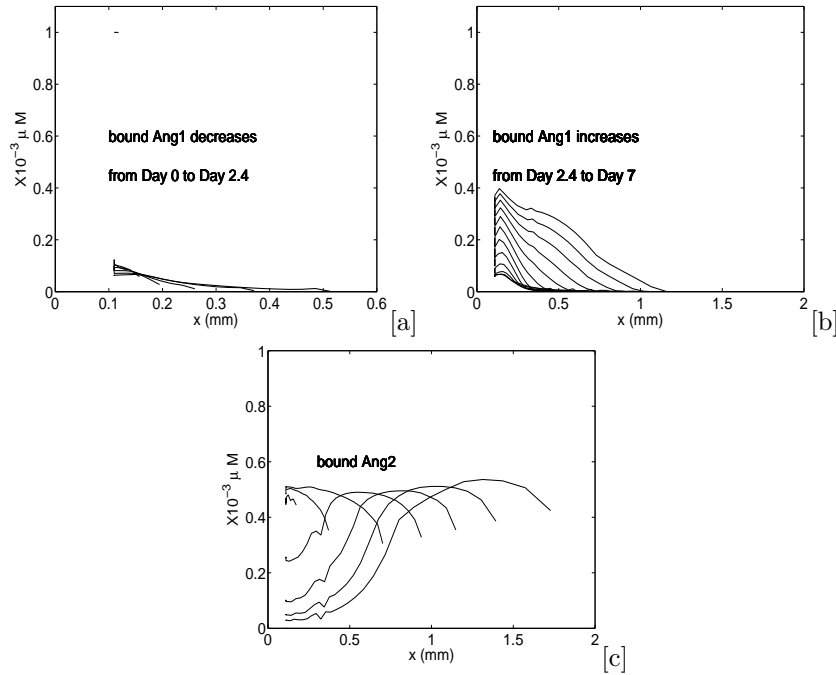 1
0.8
0.6
0.4
0.2
0
X10⁻³ μ M
bound Ang1 decreases
from Day 0 to Day 2.4
0 0.1 0.2 0.3 0.4 0.5 0.6
x (mm)
[a]
1
0.8
0.6
0.4
0.2
0
X10⁻³ μ M
bound Ang1 increases
from Day 2.4 to Day 7
0 0.5 1 1.5 2
x (mm)
[b]
1
0.8
0.6
0.4
0.2
0
X10⁻³ μ M
bound Ang2
0 0.5 1 1.5 2
x (mm)
[c]